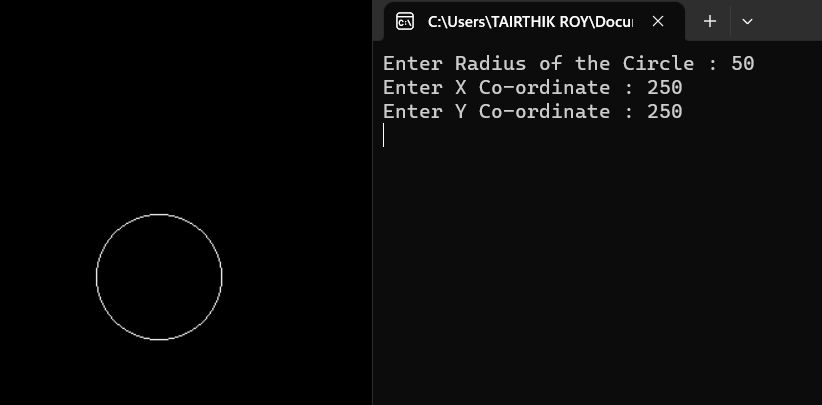 C:\Users\TAIRTHIK ROY\Docu
Enter Radius of the Circle : 50
Enter X Co-ordinate : 250
Enter Y Co-ordinate : 250